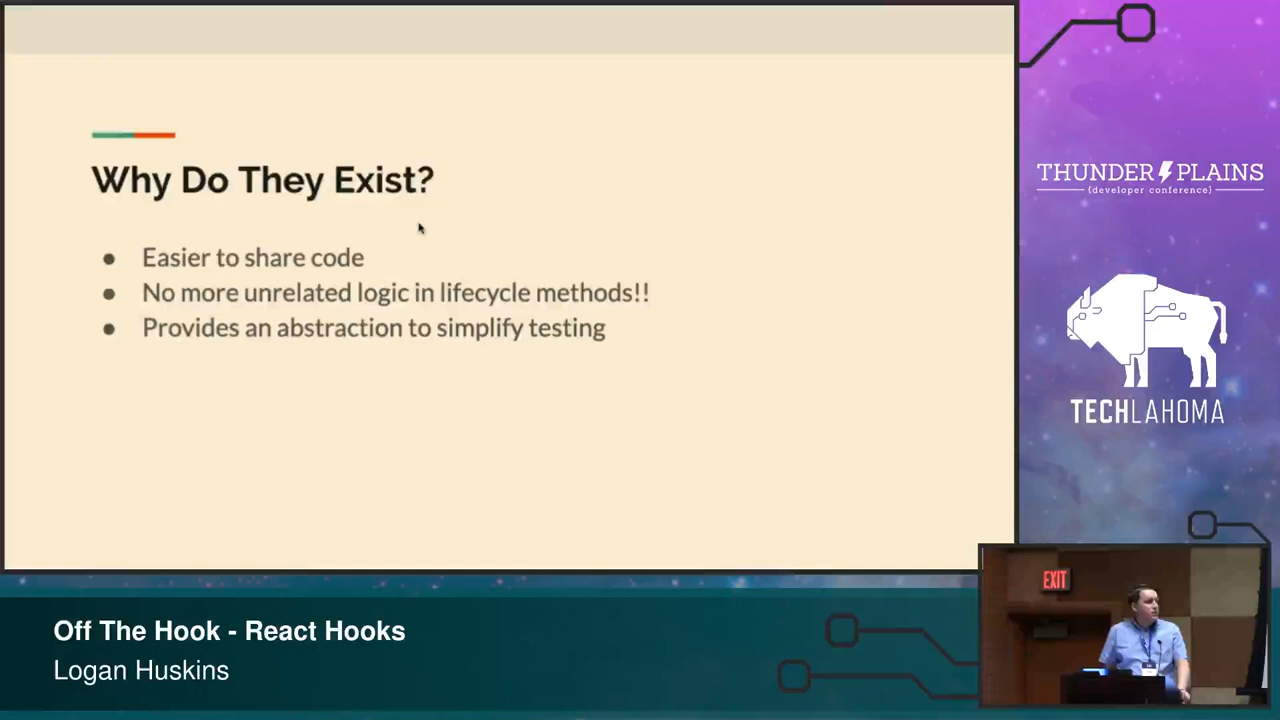 Why Do They Exist?
● Easier to share code
● No more unrelated logic in lifecycle methods!!
● Provides an abstraction to simplify testing
THUNDER PLAINS
{developer conference}
TECHLAHOMA
EXIT
Off The Hook - React Hooks
Logan Huskins